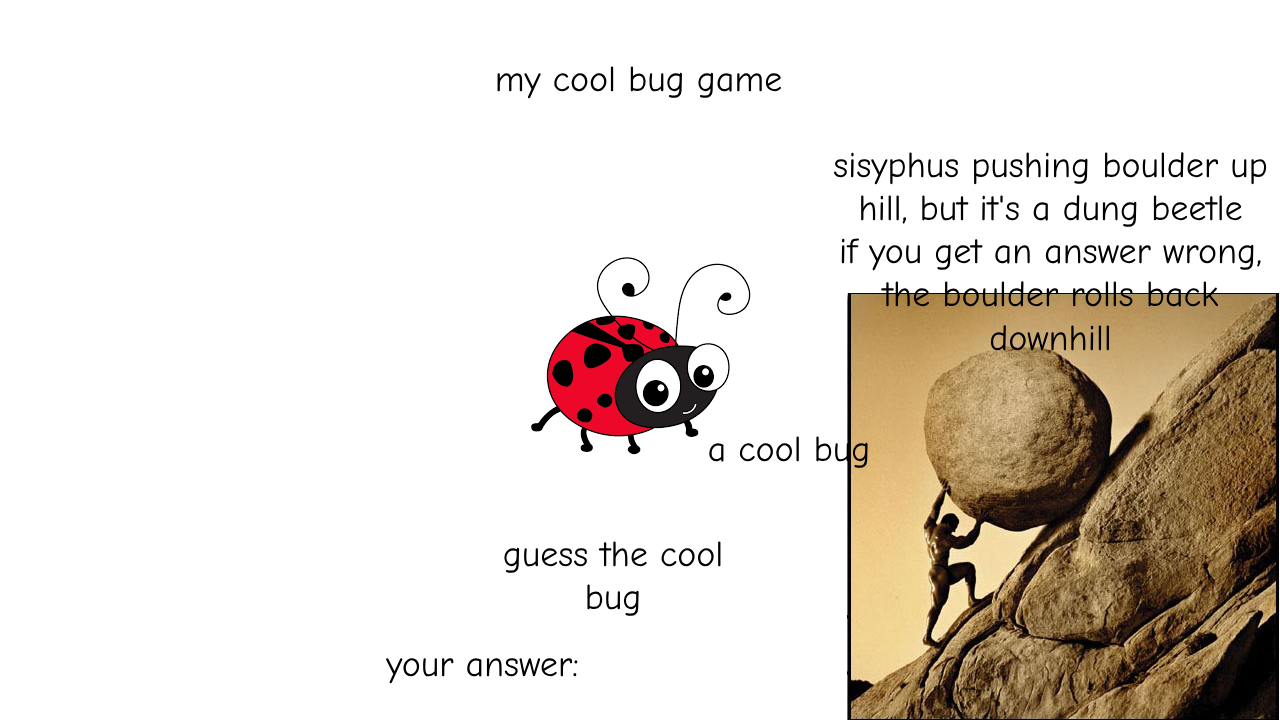 my cool bug game
sisyphus pushing boulder up
hill, but it's a dung beetle
if you get an answer wrong,
the boulder rolls back
downhill
a cool bug
guess the cool
bug
your answer: